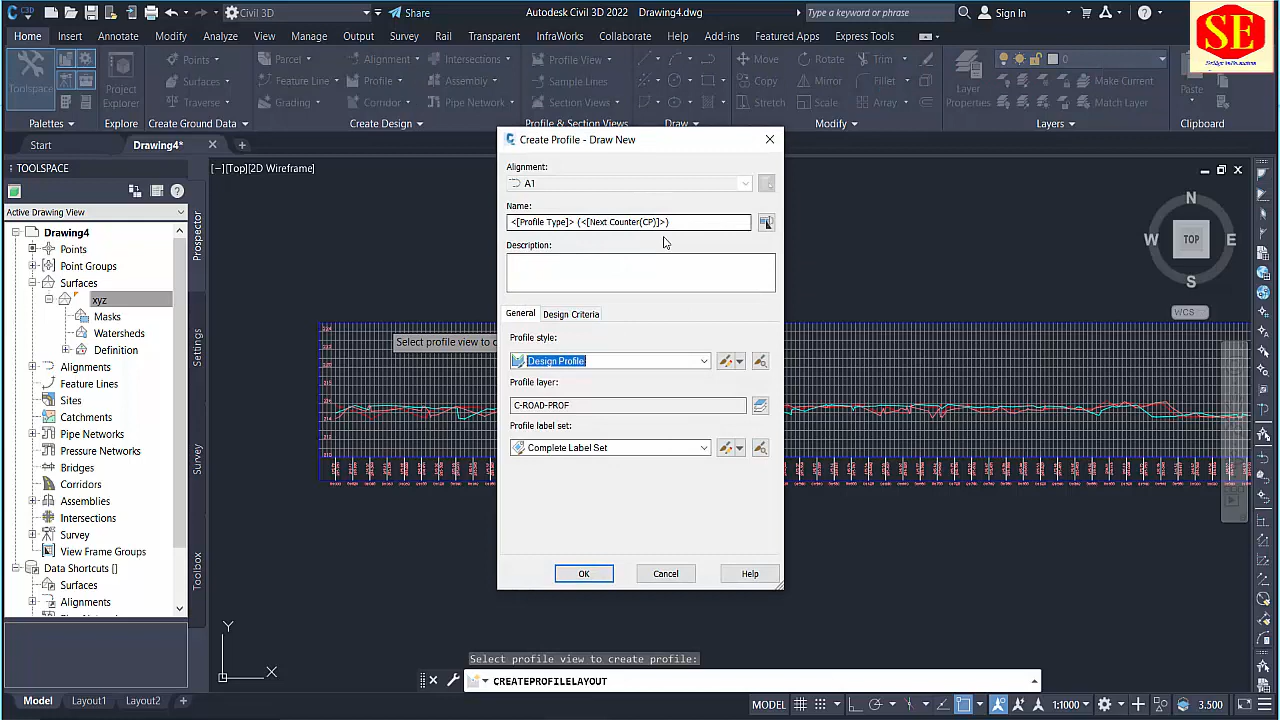 C3D
Civil 3D
Share
Autodesk Civil 3D 2022 Drawing4.dwg
Type a keyword or phrase
Sign In
SE
Bridge information
Home Insert Annotate Modify Analyze View Manage Output Survey Rail Transparent InfraWorks Collaborate Help Add-ins Featured Apps Express Tools
Toolspace
Project Explorer
Points
Surfaces
Traverse
Parcel
Feature Line
Grading
Alignment
Profile
Corridor
Intersections
Assembly
Pipe Network
Profile View
Sample Lines
Section Views
Move Rotate Trim
Copy Mirror Fillet
Stretch Scale Array
Layer Properties
0
Make Current
Match Layer
Paste
Palettes Explore Create Ground Data Create Design Profile & Section Views Draw Modify Layers Clipboard
Start Drawing4*
TOOLSPACE
Active Drawing View
Drawing4
Points
Point Groups
Surfaces
xyz
Masks
Watersheds
Definition
Alignments
Feature Lines
Sites
Catchments
Pipe Networks
Pressure Networks
Bridges
Corridors
Assemblies
Intersections
Survey
View Frame Groups
Data Shortcuts []
Surfaces
Alignments
Prospector
Settings
Survey
Toolbox
[−][Top][2D Wireframe]
N
W TOP E
S
WCS
Select profile view to c
Create Profile - Draw New
Alignment:
A1
Name:
<[Profile Type]> (<[Next Counter(CP)]>)
Description:
General Design Criteria
Profile style:
Design Profile
Profile layer:
C-ROAD-PROF
Profile label set:
Complete Label Set
OK Cancel Help
Y
X
Select profile view to create profile:
CREATEPROFILELAYOUT
Model Layout1 Layout2 +
MODEL 1:1000 3.500